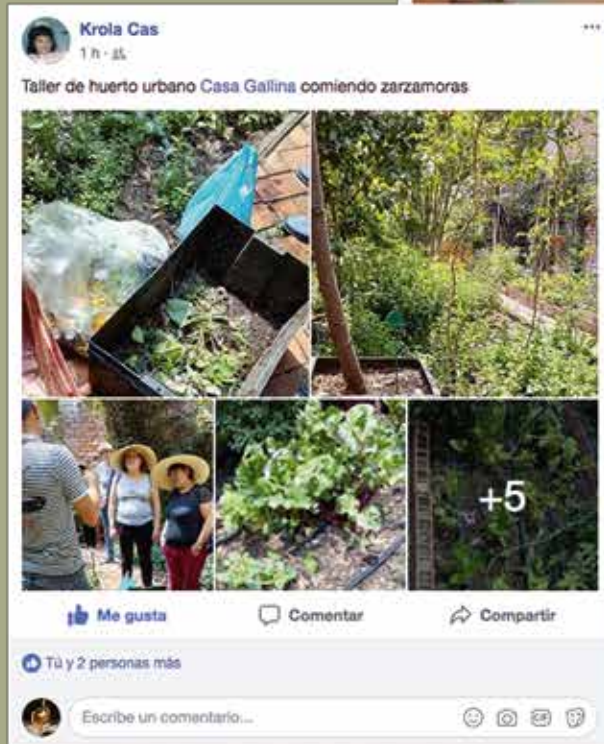 Krola Cas
1 h ·
Taller de huerto urbano Casa Gallina comiendo zarzamoras
+5
Me gusta
Comentar
Compartir
Tú y 2 personas más
Escribe un comentario...
GIF